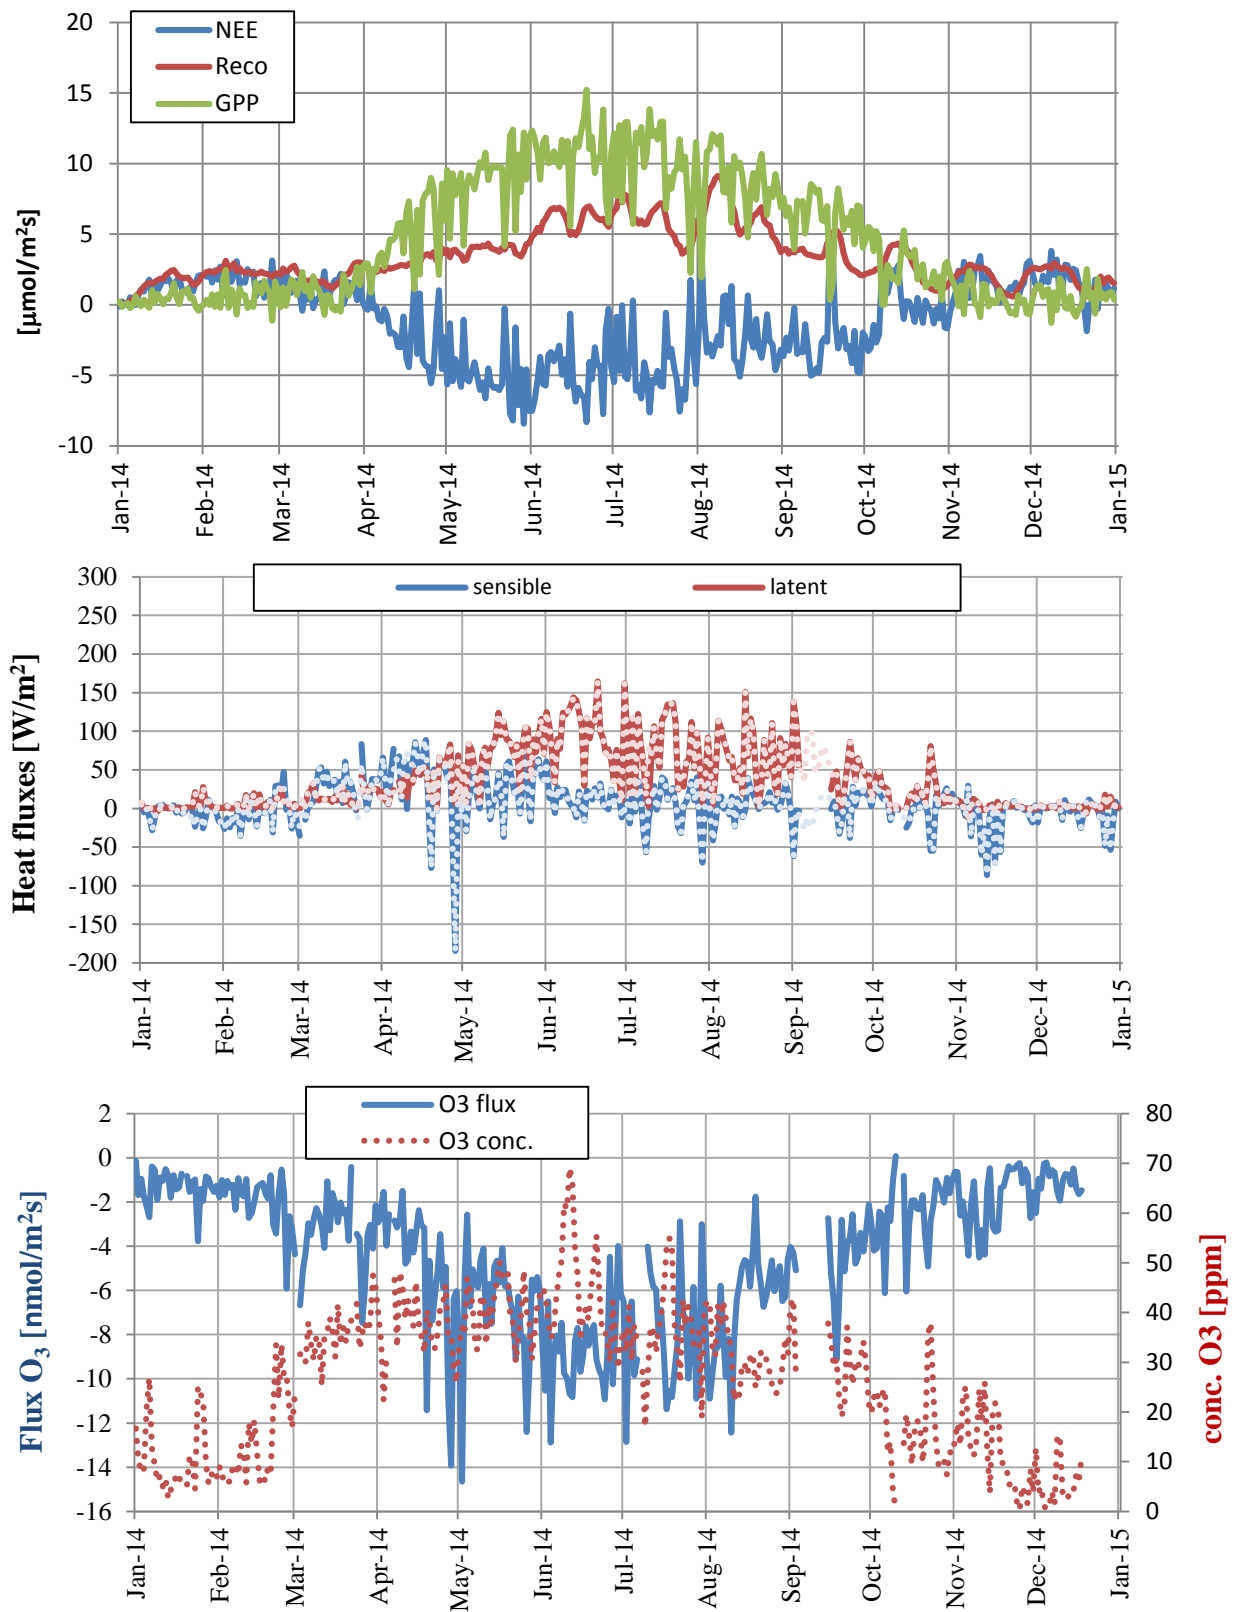 NEE
Reco
GPP
20
15
10
5
0
-5
-10
[µmol/m²s]
Jan-14
Feb-14
Mar-14
Apr-14
May-14
Jun-14
Jul-14
Aug-14
Sep-14
Oct-14
Nov-14
Dec-14
Jan-15
sensible
latent
300
250
200
150
100
50
0
-50
-100
-150
-200
Heat fluxes [W/m²]
Jan-14
Feb-14
Mar-14
Apr-14
May-14
Jun-14
Jul-14
Aug-14
Sep-14
Oct-14
Nov-14
Dec-14
Jan-15
O3 flux
O3 conc.
2
0
-2
-4
-6
-8
-10
-12
-14
-16
Flux O₃ [nmol/m²s]
80
70
60
50
40
30
20
10
0
conc. O3 [ppm]
Jan-14
Feb-14
Mar-14
Apr-14
May-14
Jun-14
Jul-14
Aug-14
Sep-14
Oct-14
Nov-14
Dec-14
Jan-15